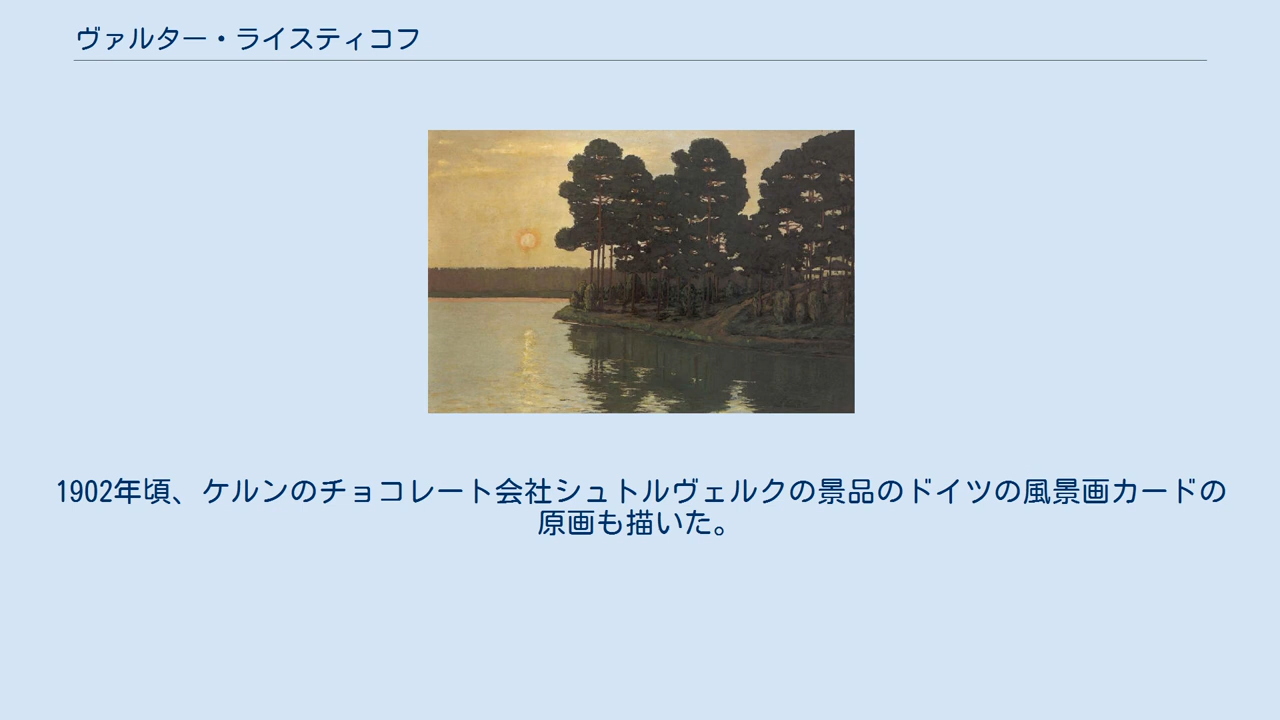 ヴァルター・ライスティコフ
1902年頃、ケルンのチョコレート会社シュトルヴェルクの景品のドイツの風景画カードの
原画も描いた。